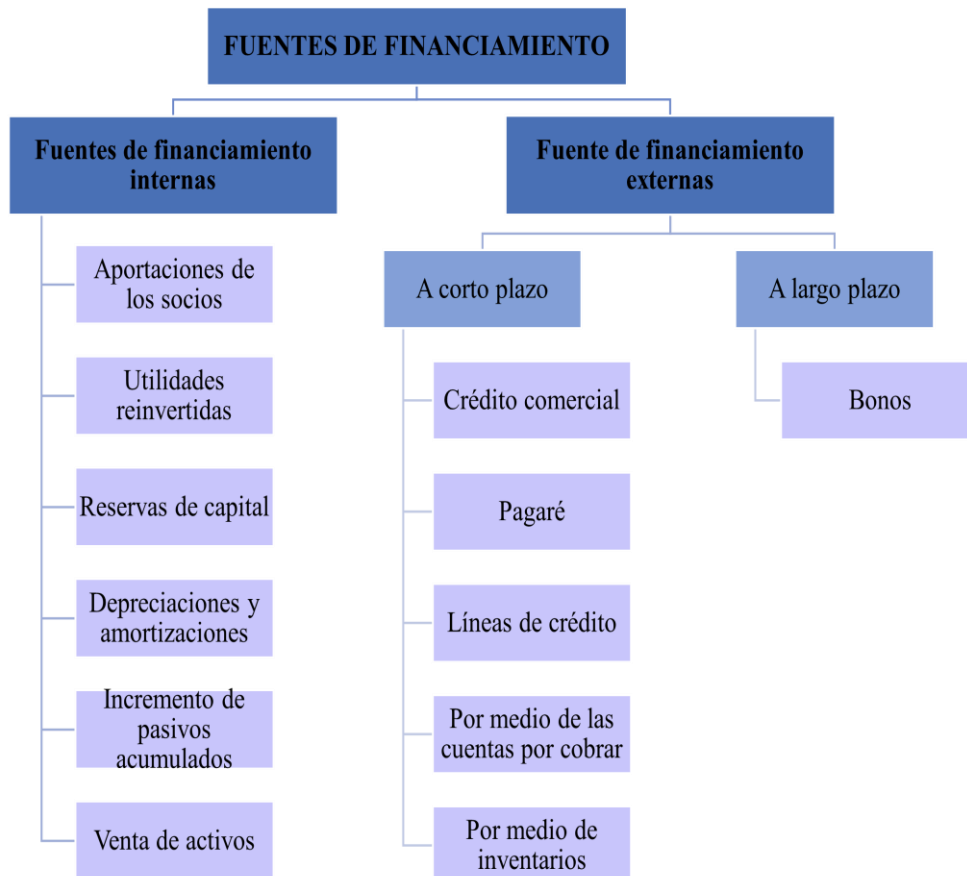 FUENTES DE FINANCIAMIENTO
Fuentes de financiamiento
internas
Aportaciones de
los socios
Utilidades
reinvertidas
Reservas de capital
Depreciaciones y
amortizaciones
Incremento de
pasivos
acumulados
Venta de activos
Fuente de financiamiento
externas
A corto plazo
Crédito comercial
Pagaré
Líneas de crédito
Por medio de las
cuentas por cobrar
Por medio de
inventarios
A largo plazo
Bonos